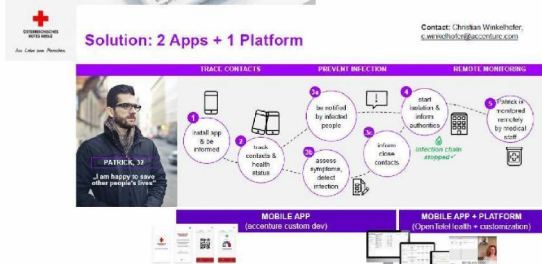 ÖSTERREICHISCHES
ROTES KREUZ
Aus Liebe zum Menschen.
Solution: 2 Apps + 1 Platform
Contact: Christian Winkelhofer,
c.winkelhofer@accenture.com
TRACE CONTACTS
PREVENT INFECTION
REMOTE MONITORING
1
install app
& be
informed
2
track
contacts &
health
status
3a
be notified
by infected
people
3b
assess
symptoms,
detect
infection
3c
inform
close
contacts
4
start
isolation &
inform
authorities
infection chain
stopped✓
5
Patrick is
monitored
remotely
by medical
staff
PATRICK, 32
„I am happy to save
other people's lives"
MOBILE APP
(accenture custom dev)
MOBILE APP + PLATFORM
(OpenTeleHealth + customization)